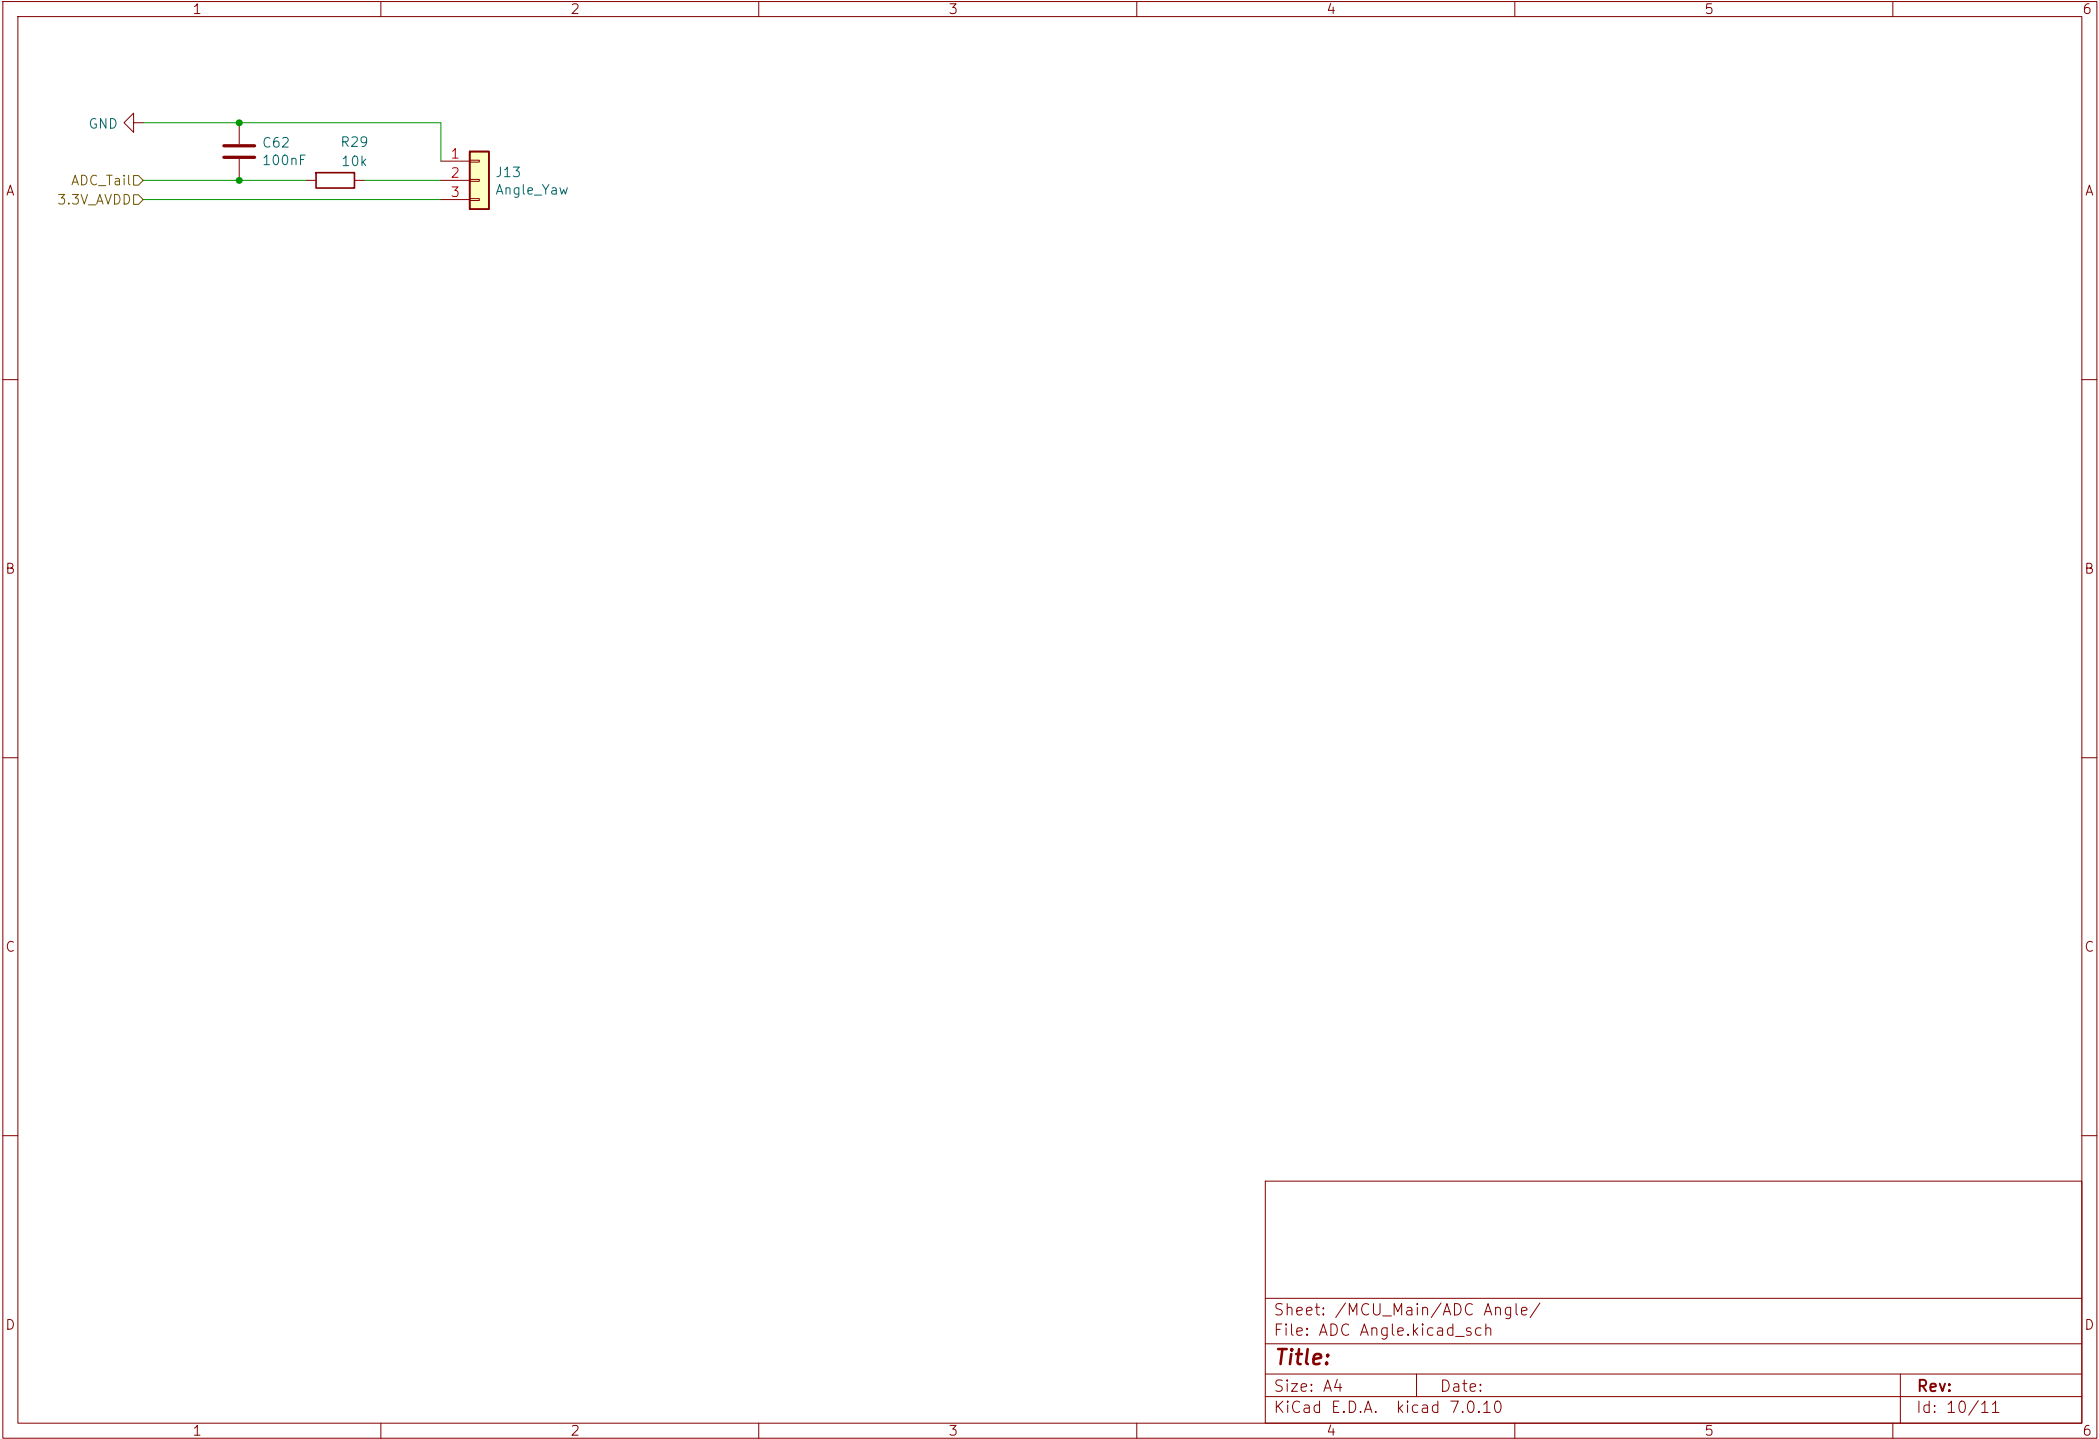 1 2 3 4 5 6
GND
C62
100nF
R29
10k
1
2
3
J13
Angle_Yaw
ADC_Tail
3.3V_AVDD
A A
B B
C C
D D
Sheet: /MCU_Main/ADC Angle/
File: ADC Angle.kicad_sch
Title:
Size: A4 Date: Rev:
KiCad E.D.A. kicad 7.0.10 Id: 10/11
1 2 3 4 5 6